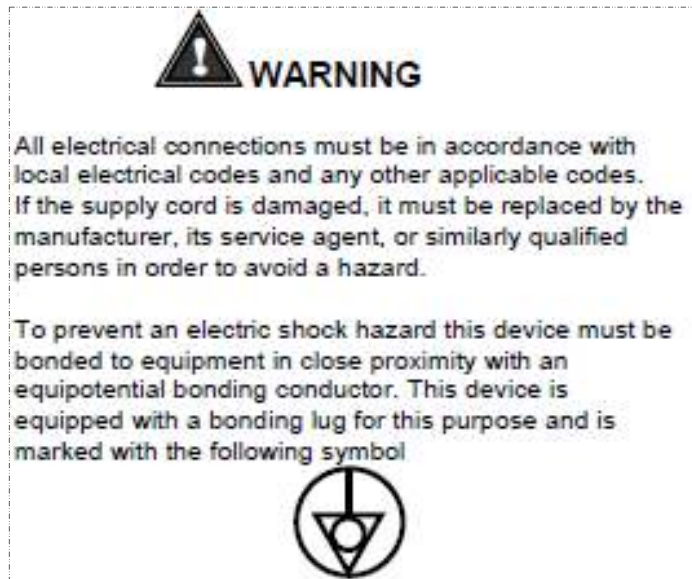 WARNING
All electrical connections must be in accordance with
local electrical codes and any other applicable codes.
If the supply cord is damaged, it must be replaced by the
manufacturer, its service agent, or similarly qualified
persons in order to avoid a hazard.
To prevent an electric shock hazard this device must be
bonded to equipment in close proximity with an
equipotential bonding conductor. This device is
equipped with a bonding lug for this purpose and is
marked with the following symbol